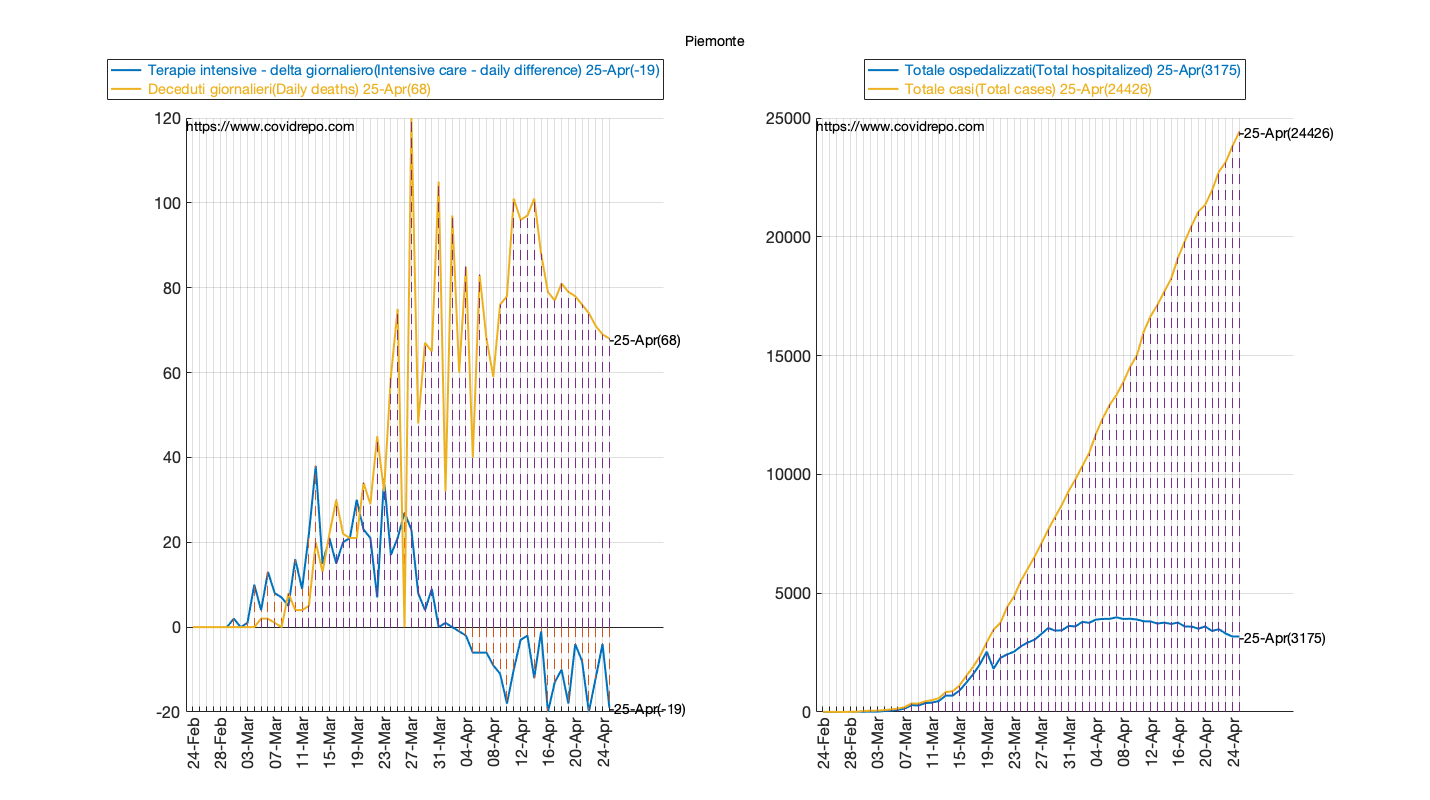 Piemonte
Terapie intensive - delta giornaliero(Intensive care - daily difference) 25-Apr(-19)
Deceduti giornalieri(Daily deaths) 25-Apr(68)
https://www.covidrepo.com
120
100
80
60
40
20
0
-20
25-Apr(68)
25-Apr(-19)
24-Feb
28-Feb
03-Mar
07-Mar
11-Mar
15-Mar
19-Mar
23-Mar
27-Mar
31-Mar
04-Apr
08-Apr
12-Apr
16-Apr
20-Apr
24-Apr
Totale ospedalizzati(Total hospitalized) 25-Apr(3175)
Totale casi(Total cases) 25-Apr(24426)
https://www.covidrepo.com
25000
20000
15000
10000
5000
0
25-Apr(24426)
25-Apr(3175)
24-Feb
28-Feb
03-Mar
07-Mar
11-Mar
15-Mar
19-Mar
23-Mar
27-Mar
31-Mar
04-Apr
08-Apr
12-Apr
16-Apr
20-Apr
24-Apr